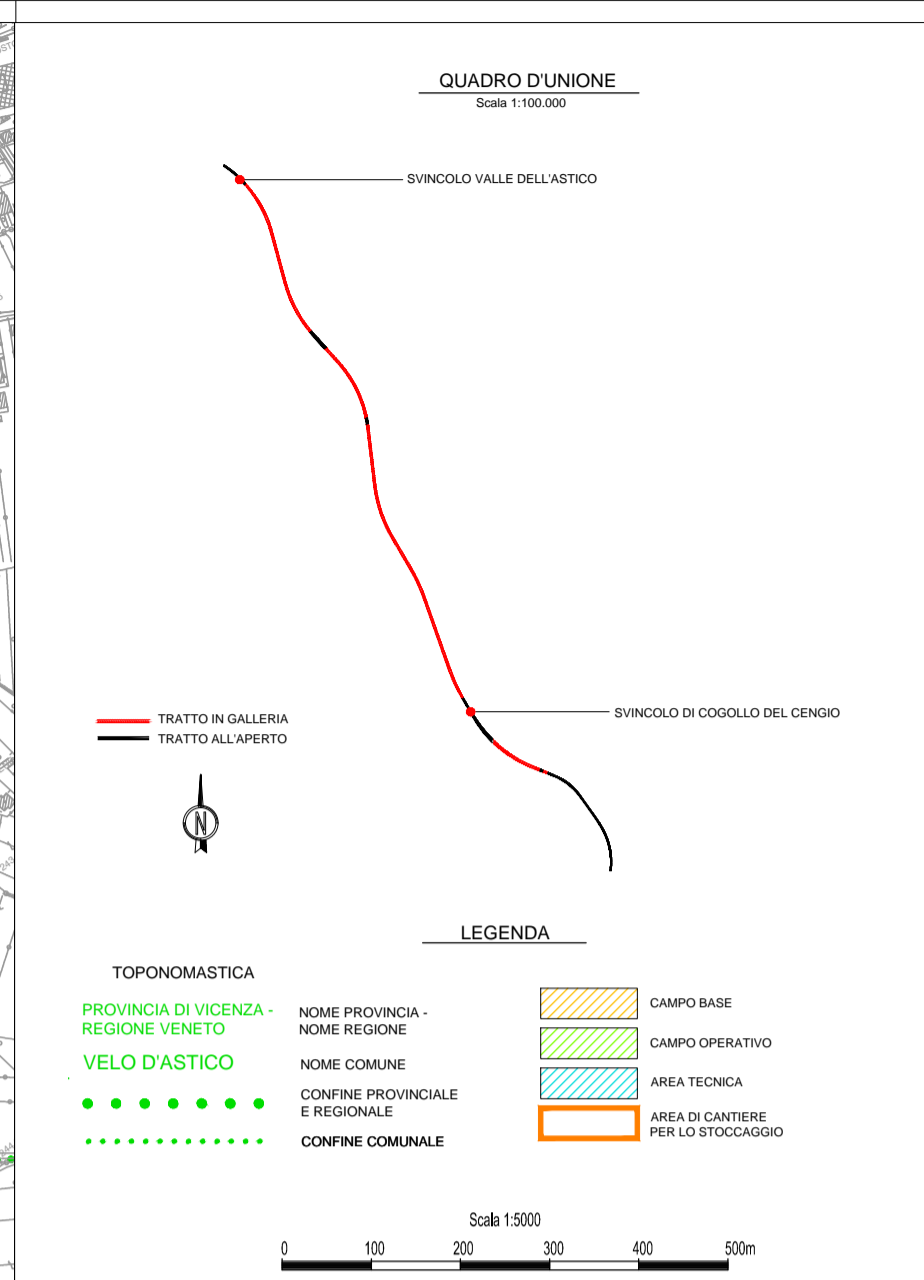 QUADRO D'UNIONE
Scala 1:100.000
SVINCOLO VALLE DELL'ASTICO
SVINCOLO DI COGOLLO DEL CENGIO
TRATTO IN GALLERIA
TRATTO ALL'APERTO
N
LEGENDA
TOPONOMASTICA
PROVINCIA DI VICENZA -
REGIONE VENETO
NOME PROVINCIA -
NOME REGIONE
VELO D'ASTICO
NOME COMUNE
CONFINE PROVINCIALE
E REGIONALE
CONFINE COMUNALE
CAMPO BASE
CAMPO OPERATIVO
AREA TECNICA
AREA DI CANTIERE
PER LO STOCCAGGIO
Scala 1:5000
0 100 200 300 400 500m
243
244